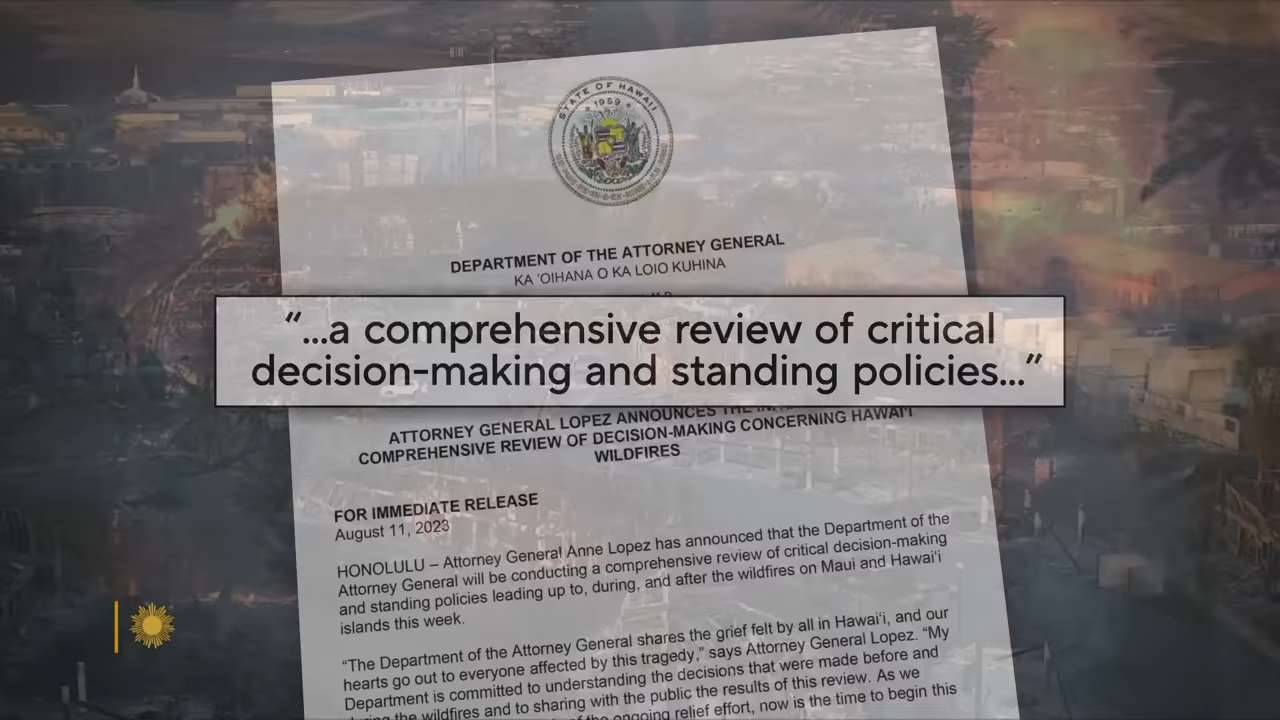 STATE OF HAWAII
1959
DEPARTMENT OF THE ATTORNEY GENERAL
KA ʻOIHANA O KA LOIO KUHINA
“...a comprehensive review of critical
decision-making and standing policies...”
ATTORNEY GENERAL LOPEZ ANNOUNCES THE
COMPREHENSIVE REVIEW OF DECISION-MAKING CONCERNING HAWAI‘I
WILDFIRES
FOR IMMEDIATE RELEASE
August 11, 2023
HONOLULU – Attorney General Anne Lopez has announced that the Department of the
Attorney General will be conducting a comprehensive review of critical decision-making
and standing policies leading up to, during, and after the wildfires on Maui and Hawai‘i
islands this week.
“The Department of the Attorney General shares the grief felt by all in Hawai‘i, and our
hearts go out to everyone affected by this tragedy,” says Attorney General Lopez. “My
Department is committed to understanding the decisions that were made before and
the wildfires and to sharing with the public the results of this review. As we
the ongoing relief effort, now is the time to begin this